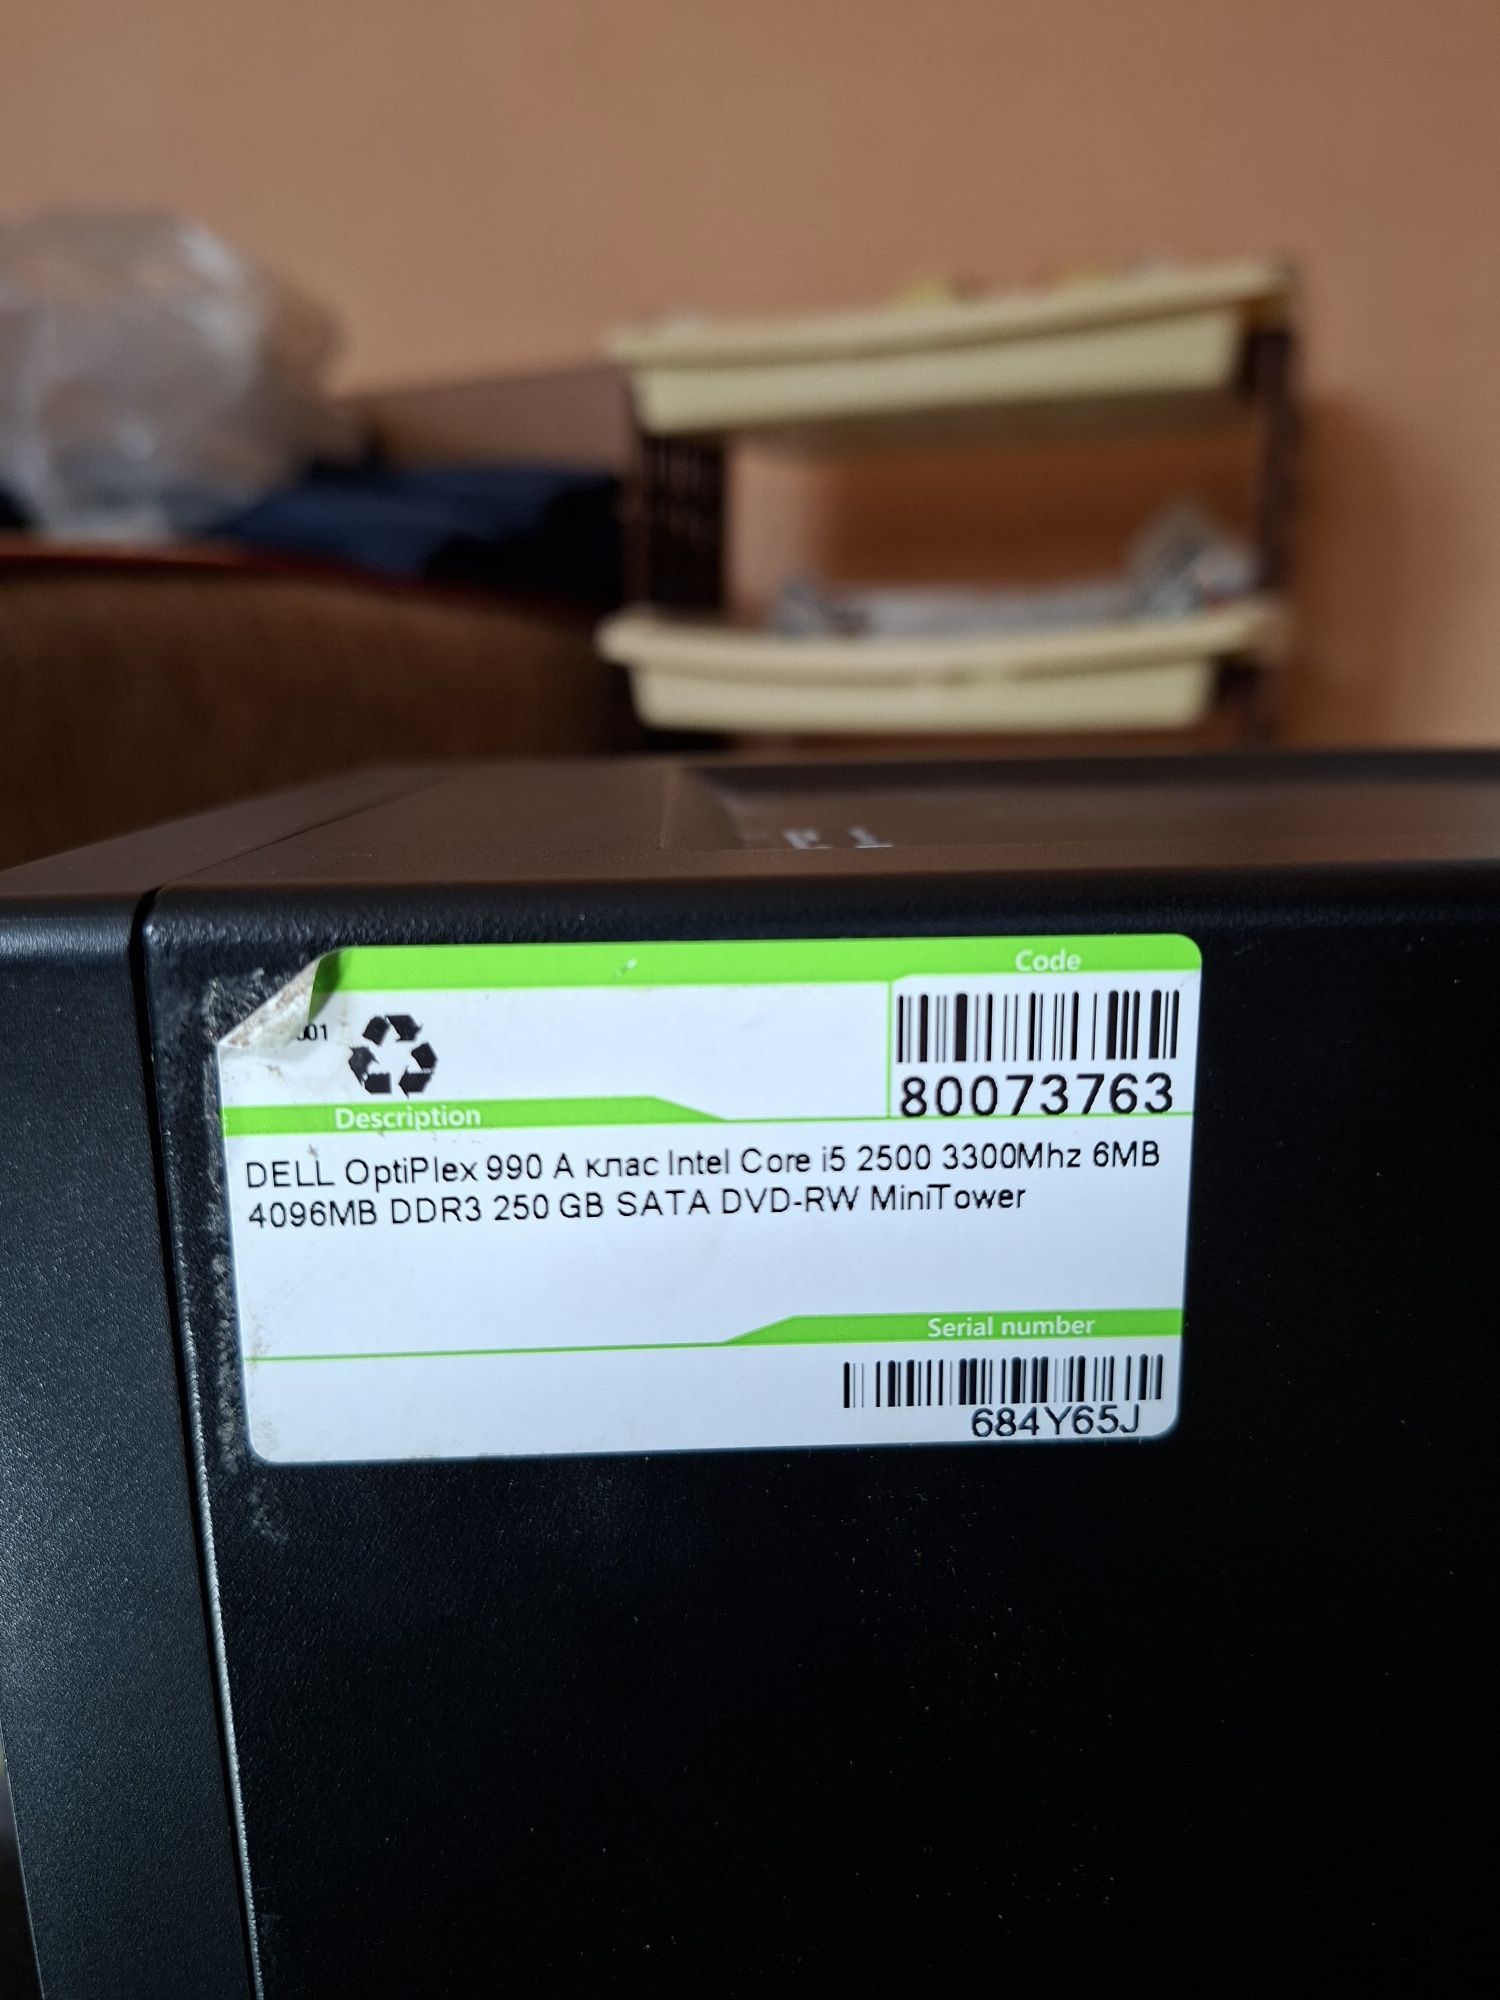 Code
001
80073763
Description
DELL OptiPlex 990 А клас Intel Core i5 2500 3300Mhz 6MB
4096MB DDR3 250 GB SATA DVD-RW MiniTower
Serial number
684Y65J